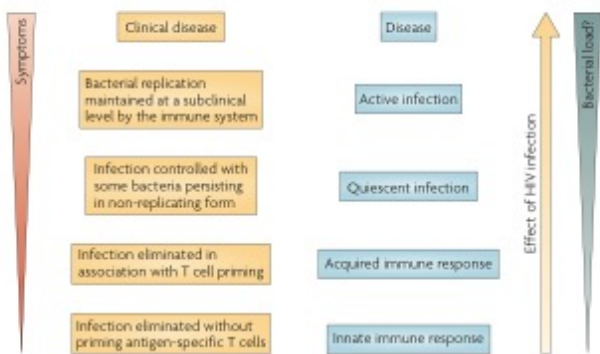 Symptoms
Clinical disease
Disease
Bacterial replication
maintained at a subclinical
level by the immune system
Active infection
Infection controlled with
some bacteria persisting
in non-replicating form
Quiescent infection
Infection eliminated in
association with T cell priming
Acquired immune response
Infection eliminated without
priming antigen-specific T cells
Innate immune response
Effect of HIV infection
Bacterial load?